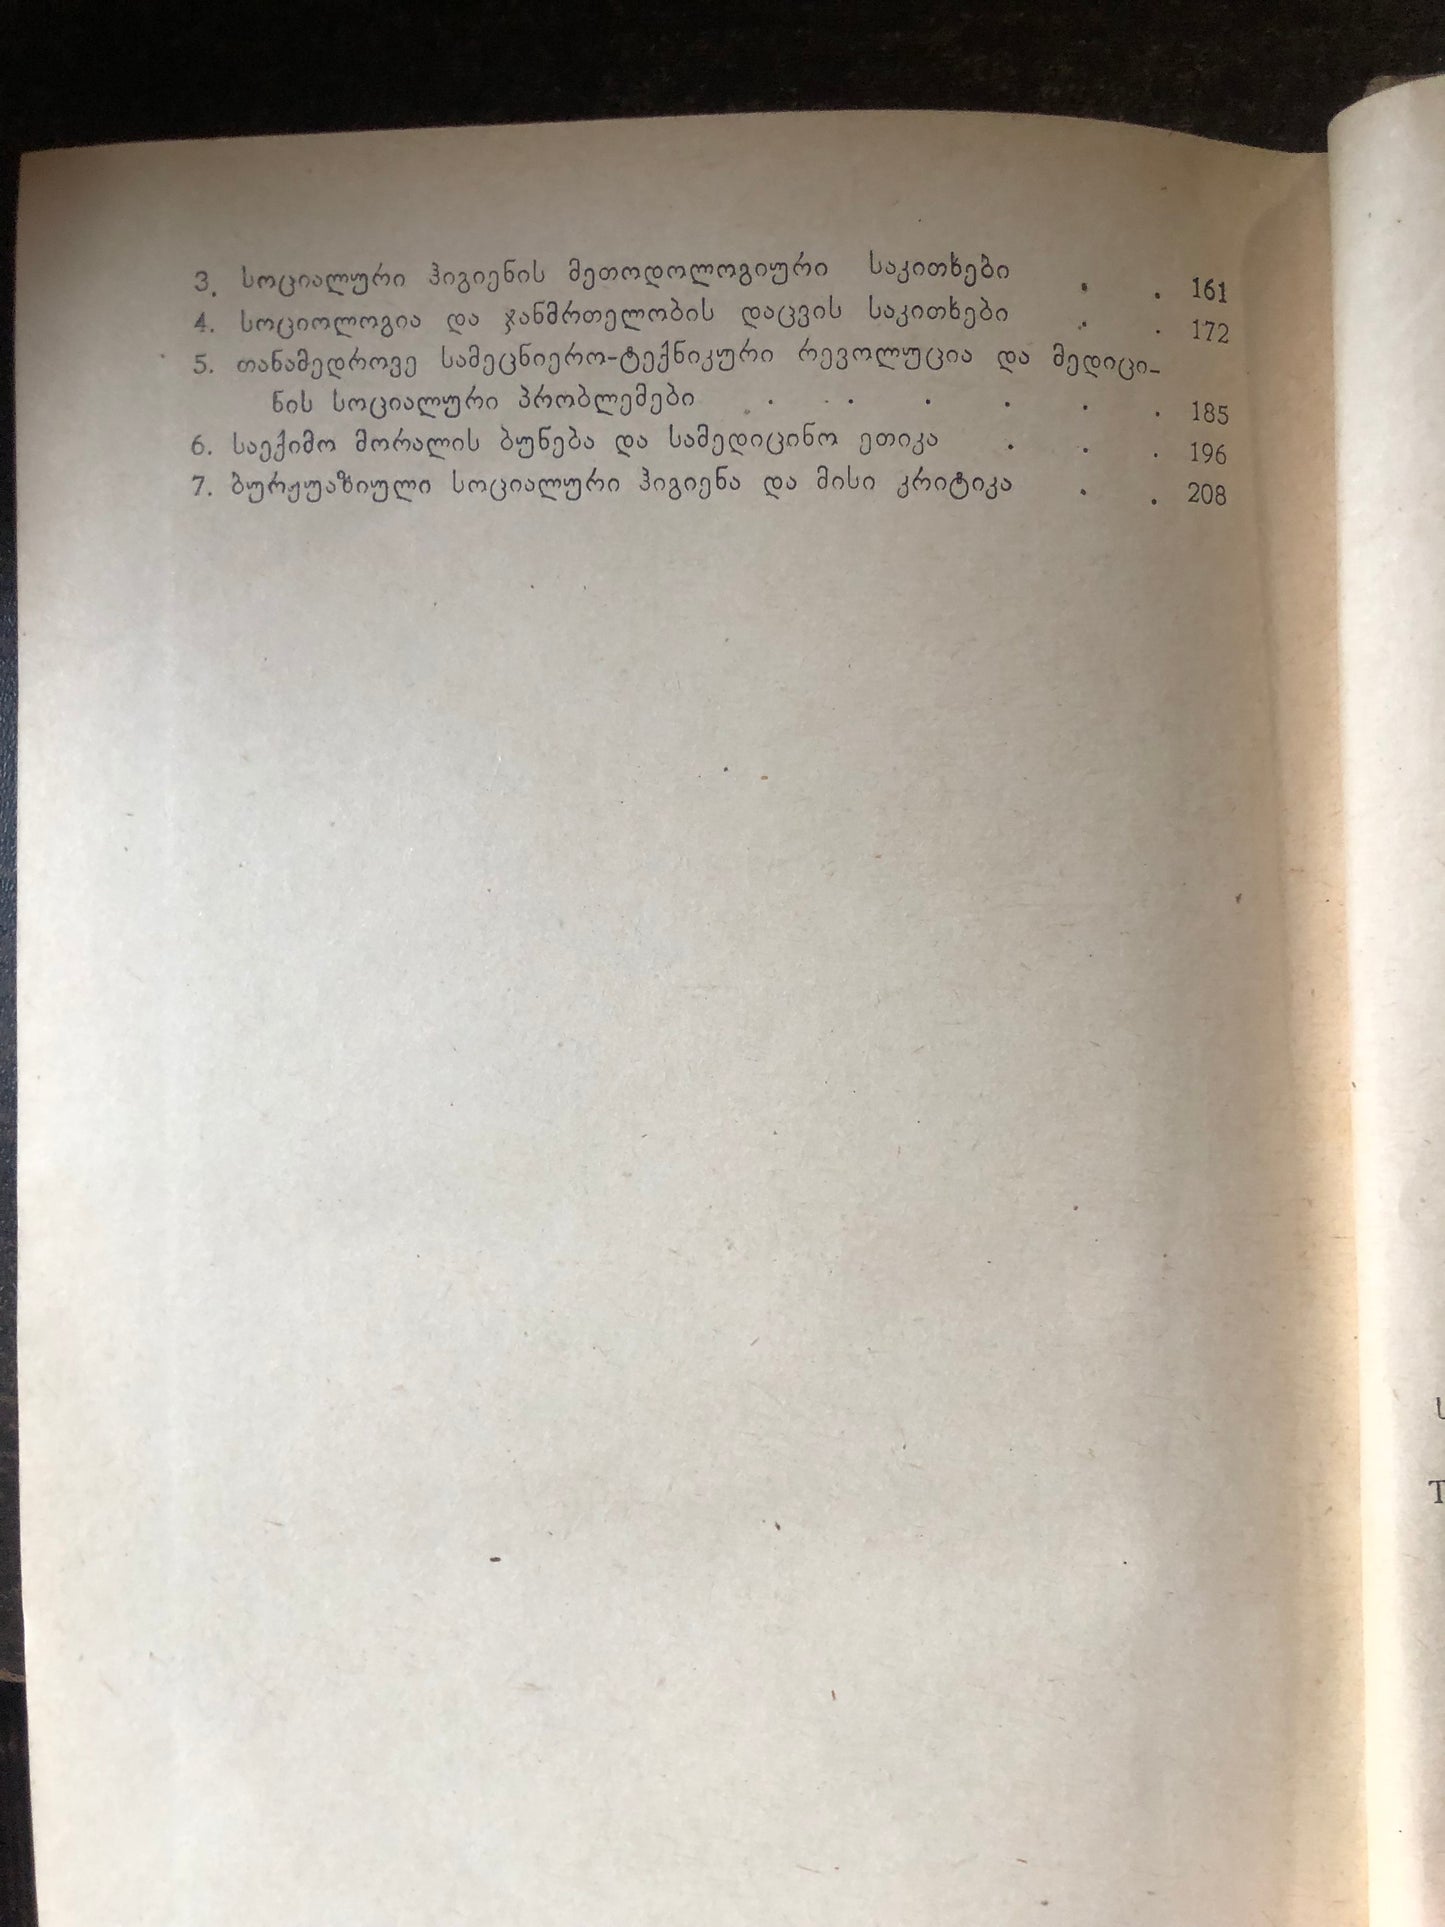 3. სოციალური ჰიგიენის მეთოდოლოგიური საკითხები . . 161
4. სოციოლოგია და ჯანმრთელობის დაცვის საკითხები . . 172
5. თანამედროვე სამეცნიერო-ტექნიკური რევოლუცია და მედიცი-
ნის სოციალური პრობლემები . . . . . . 185
6. საექიმო მორალის ბუნება და სამედიცინო ეთიკა . . . 196
7. ბურჟუაზიული სოციალური ჰიგიენა და მისი კრიტიკა . . 208